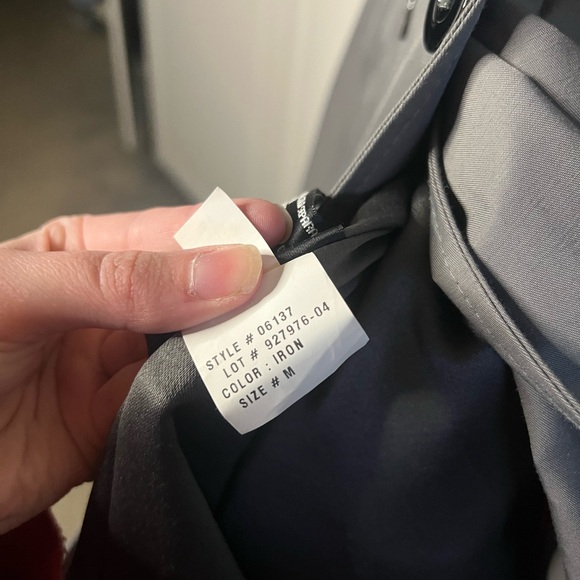 STYLE # 06137
LOT # 927976-04
COLOR : IRON
SIZE # M